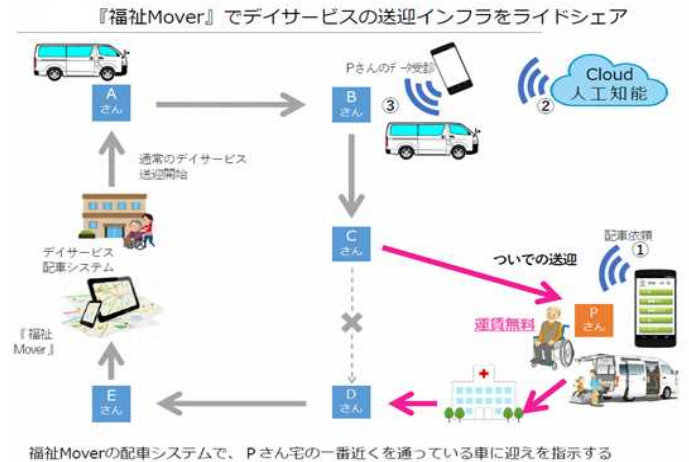 『福祉Mover』でデイサービスの送迎インフラをライドシェア
A
さん
B
さん
③
Pさんのデータ受診
②
Cloud
人工知能
通常のデイサービス
送迎開始
デイサービス
配車システム
『福祉
Mover』
C
さん
ついでの送迎
配車依頼
①
運賃無料
P
さん
D
さん
E
さん
福祉Moverの配車システムで、Pさん宅の一番近くを通っている車に迎えを指示する